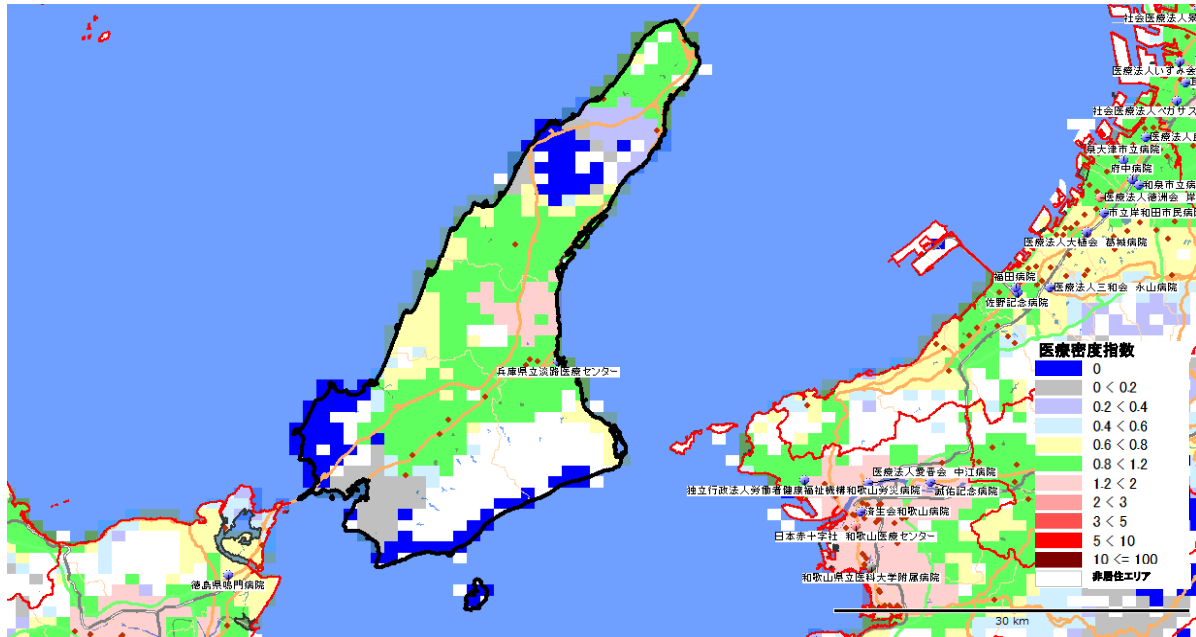 社会医療法人
医療法人いずみ会
社会医療法人ペガサス
医療法人
泉大津市立病院
府中病院
和泉市立病
医療法人徳洲会 岸
市立岸和田市民病院
医療法人大植会 葛城病院
福田病院
医療法人三和会 永山病院
佐野記念病院
医療密度指数
0
0 < 0.2
0.2 < 0.4
0.4 < 0.6
0.6 < 0.8
0.8 < 1.2
1.2 < 2
2 < 3
3 < 5
5 < 10
10 <= 100
非居住エリア
兵庫県立淡路医療センター
医療法人愛晋会 中江病院
独立行政法人労働者健康福祉機構和歌山労災病院
誠佑記念病院
済生会和歌山病院
日本赤十字社 和歌山医療センター
和歌山県立医科大学附属病院
徳島県鳴門病院
30 km